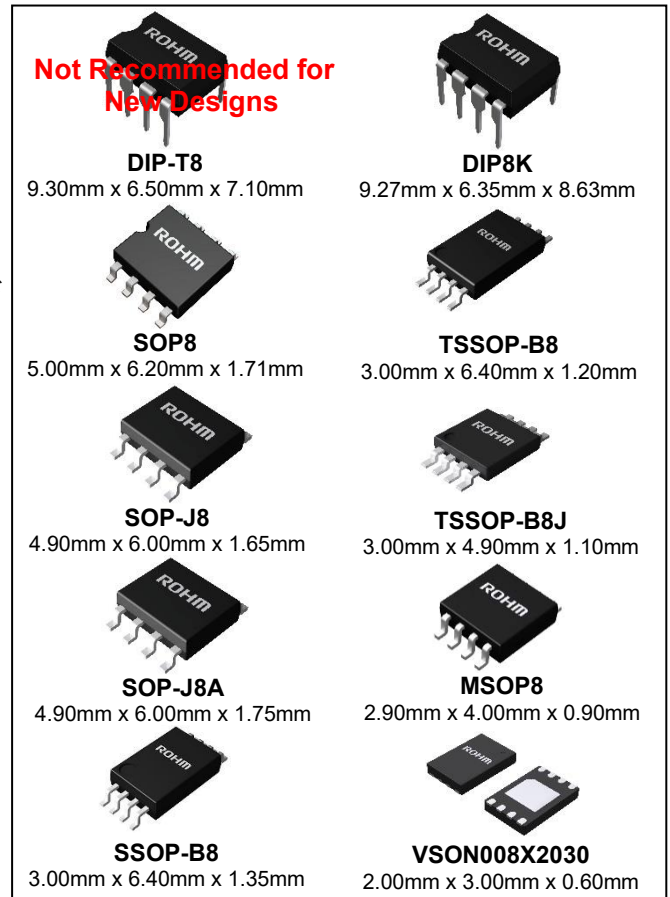 ROHM
ROHM
Not Recommended for
New Designs
DIP-T8
9.30mm x 6.50mm x 7.10mm
DIP8K
9.27mm x 6.35mm x 8.63mm
ROHM
ROHM
SOP8
5.00mm x 6.20mm x 1.71mm
TSSOP-B8
3.00mm x 6.40mm x 1.20mm
ROHM
ROHM
SOP-J8
4.90mm x 6.00mm x 1.65mm
TSSOP-B8J
3.00mm x 4.90mm x 1.10mm
ROHM
ROHM
SOP-J8A
4.90mm x 6.00mm x 1.75mm
MSOP8
2.90mm x 4.00mm x 0.90mm
ROHM
ROHM
SSOP-B8
3.00mm x 6.40mm x 1.35mm
VSON008X2030
2.00mm x 3.00mm x 0.60mm